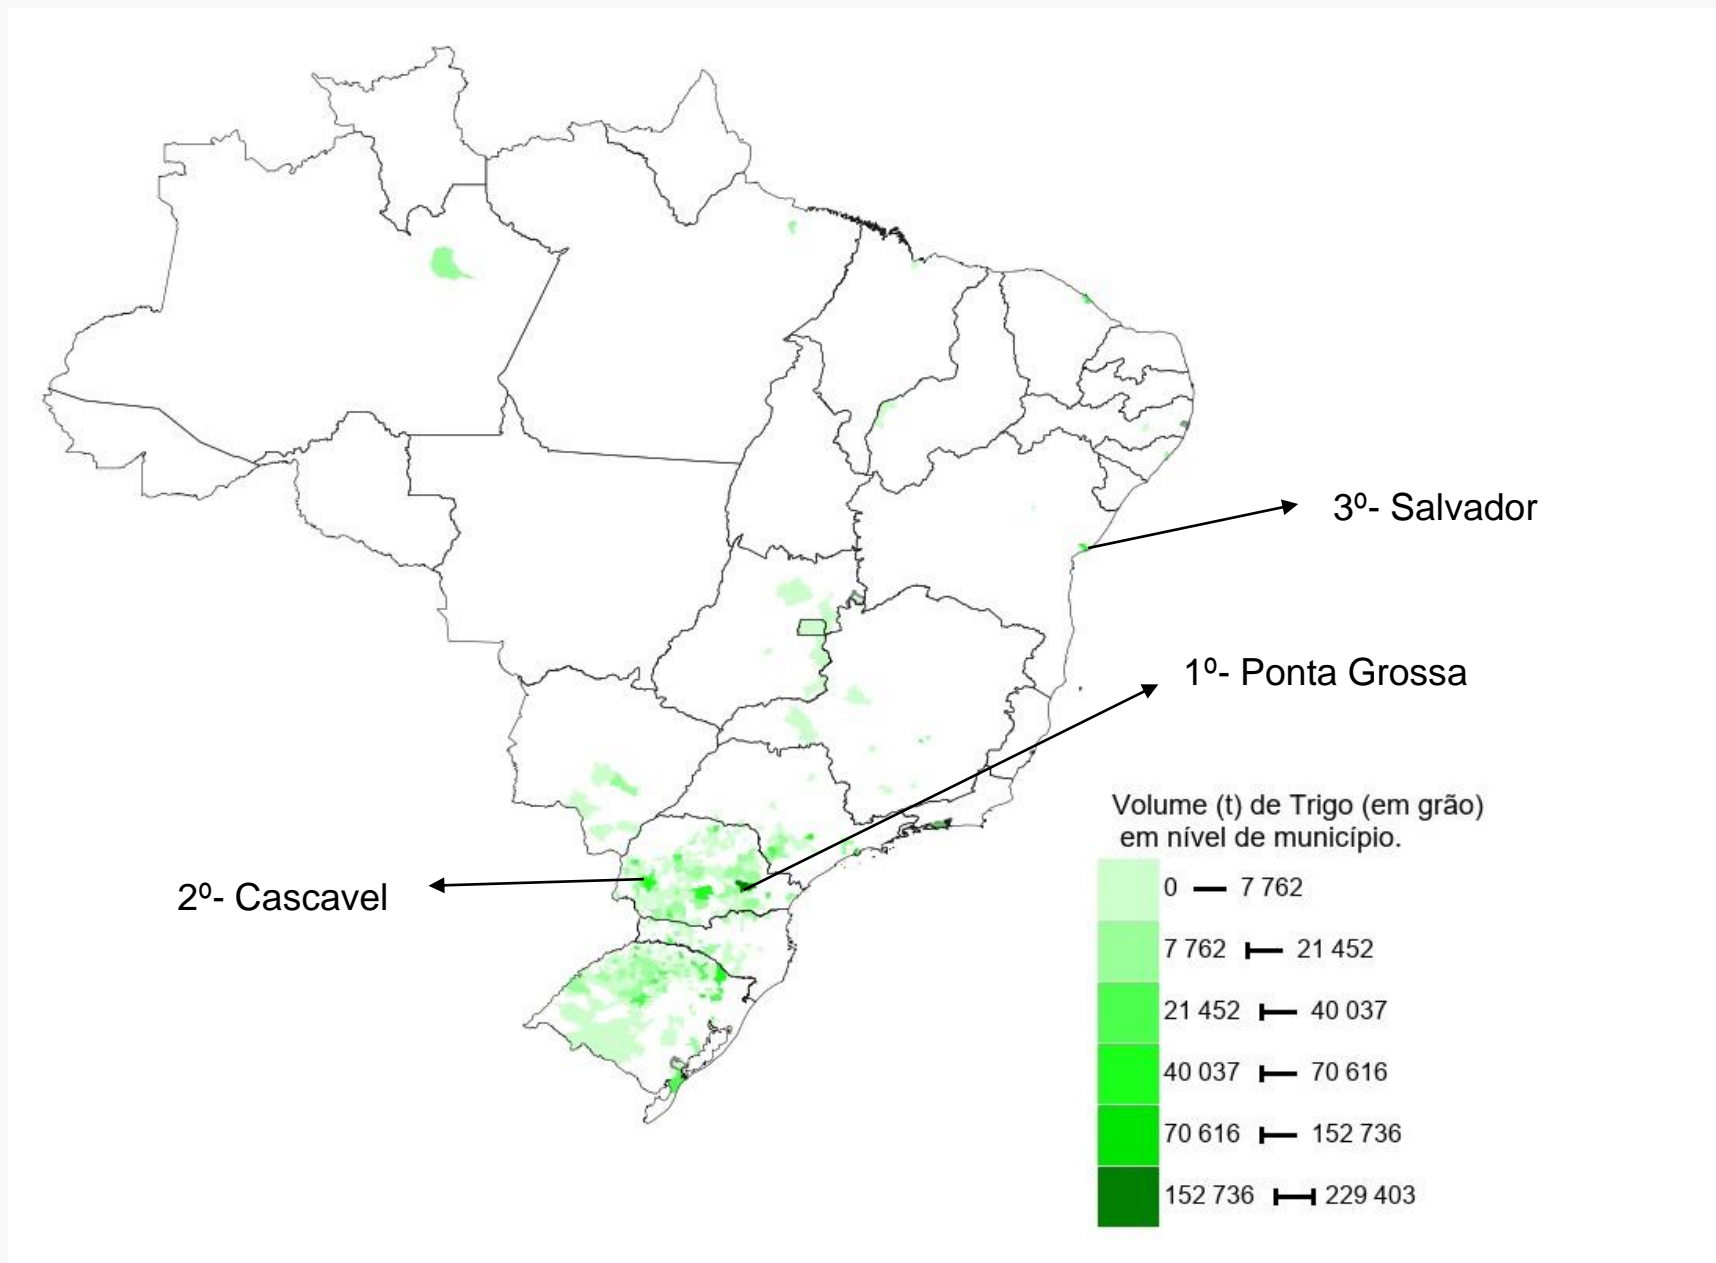 3º- Salvador
1º- Ponta Grossa
2º- Cascavel
Volume (t) de Trigo (em grão)
em nível de município.
0 — 7 762
7 762 ⊢ 21 452
21 452 ⊢ 40 037
40 037 ⊢ 70 616
70 616 ⊢ 152 736
152 736 ⊢⊣ 229 403